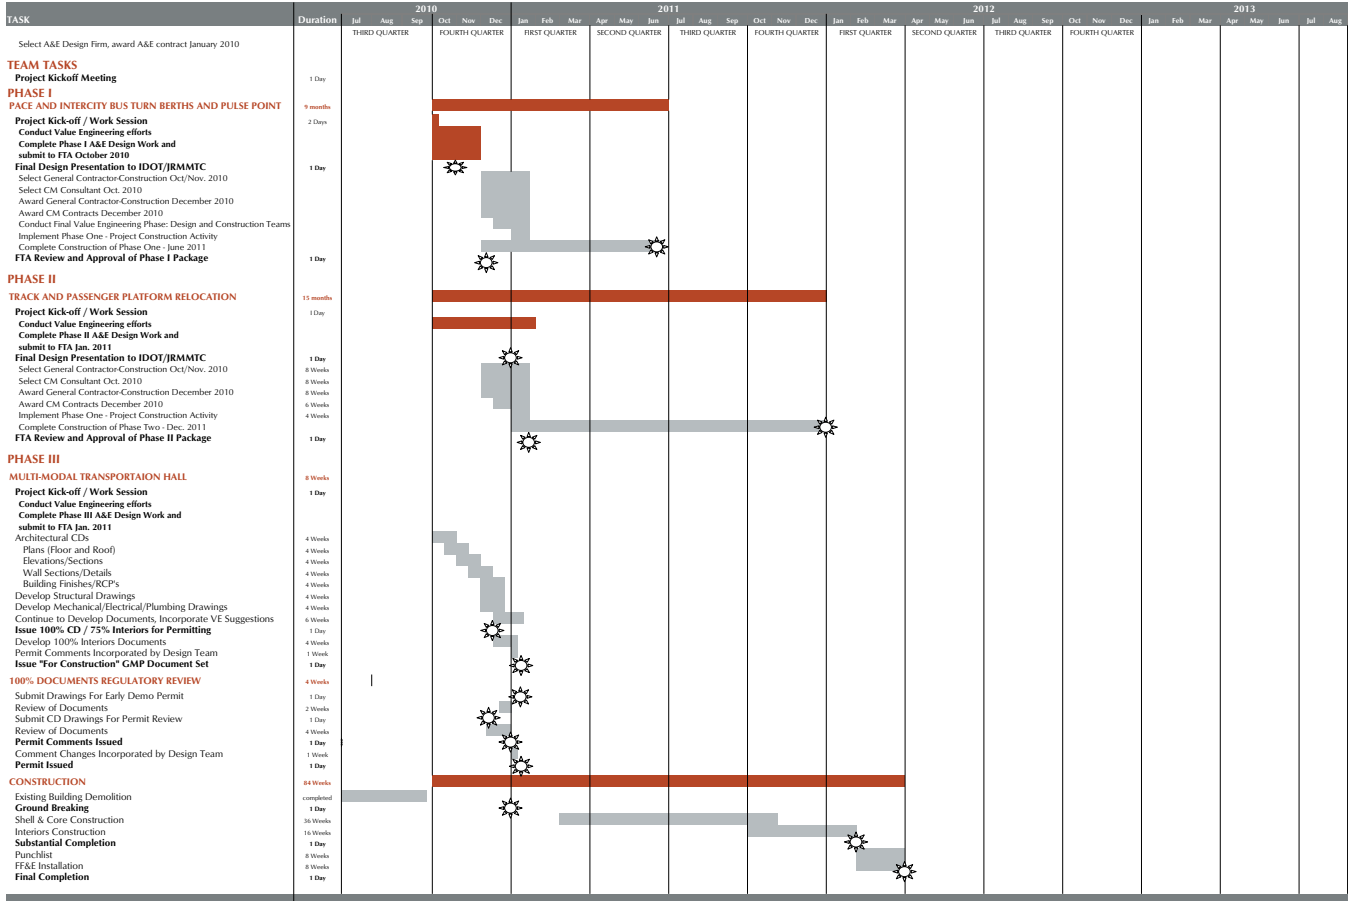 2010 2011 2012 2013
TASK Duration Jul Aug Sep Oct Nov Dec Jan Feb Mar Apr May Jun Jul Aug Sep Oct Nov Dec Jan Feb Mar Apr May Jun Jul Aug Sep Oct Nov Dec Jan Feb Mar Apr May Jun Jul Aug
THIRD QUARTER FOURTH QUARTER FIRST QUARTER SECOND QUARTER THIRD QUARTER FOURTH QUARTER FIRST QUARTER SECOND QUARTER THIRD QUARTER FOURTH QUARTER
Select A&E Design Firm, award A&E contract January 2010
TEAM TASKS
Project Kickoff Meeting 1 Day
PHASE I
PACE AND INTERCITY BUS TURN BERTHS AND PULSE POINT 9 months
Project Kick-off / Work Session 2 Days
Conduct Value Engineering efforts
Complete Phase I A&E Design Work and
submit to FTA October 2010
Final Design Presentation to IDOT/JRMMTC 1 Day
Select General Contractor-Construction Oct/Nov. 2010
Select CM Consultant Oct. 2010
Award General Contractor-Construction December 2010
Award CM Contracts December 2010
Conduct Final Value Engineering Phase: Design and Construction Teams
Implement Phase One - Project Construction Activity
Complete Construction of Phase One - June 2011
FTA Review and Approval of Phase I Package 1 Day
PHASE II
TRACK AND PASSENGER PLATFORM RELOCATION 15 months
Project Kick-off / Work Session 1 Day
Conduct Value Engineering efforts
Complete Phase II A&E Design Work and
submit to FTA Jan. 2011
Final Design Presentation to IDOT/JRMMTC 1 Day
Select General Contractor-Construction Oct/Nov. 2010 8 Weeks
Select CM Consultant Oct. 2010 8 Weeks
Award General Contractor-Construction December 2010 8 Weeks
Award CM Contracts December 2010 6 Weeks
Implement Phase One - Project Construction Activity 4 Weeks
Complete Construction of Phase Two - Dec. 2011
FTA Review and Approval of Phase II Package 1 Day
PHASE III
MULTI-MODAL TRANSPORTAION HALL 8 Weeks
Project Kick-off / Work Session 1 Day
Conduct Value Engineering efforts
Complete Phase III A&E Design Work and
submit to FTA Jan. 2011
Architectural CDs 4 Weeks
Plans (Floor and Roof) 4 Weeks
Elevations/Sections 4 Weeks
Wall Sections/Details 4 Weeks
Building Finishes/RCP's 4 Weeks
Develop Structural Drawings 4 Weeks
Develop Mechanical/Electrical/Plumbing Drawings 4 Weeks
Continue to Develop Documents, Incorporate VE Suggestions 6 Weeks
Issue 100% CD / 75% Interiors for Permitting 1 Day
Develop 100% Interiors Documents 4 Weeks
Permit Comments Incorporated by Design Team 1 Week
Issue "For Construction" GMP Document Set 1 Day
100% DOCUMENTS REGULATORY REVIEW 4 Weeks
Submit Drawings For Early Demo Permit 1 Day
Review of Documents 2 Weeks
Submit CD Drawings For Permit Review 1 Day
Review of Documents 4 Weeks
Permit Comments Issued 1 Day
Comment Changes Incorporated by Design Team 1 Week
Permit Issued 1 Day
CONSTRUCTION 84 Weeks
Existing Building Demolition completed
Ground Breaking 1 Day
Shell & Core Construction 36 Weeks
Interiors Construction 16 Weeks
Substantial Completion 1 Day
Punchlist 8 Weeks
FF&E Installation 8 Weeks
Final Completion 1 Day